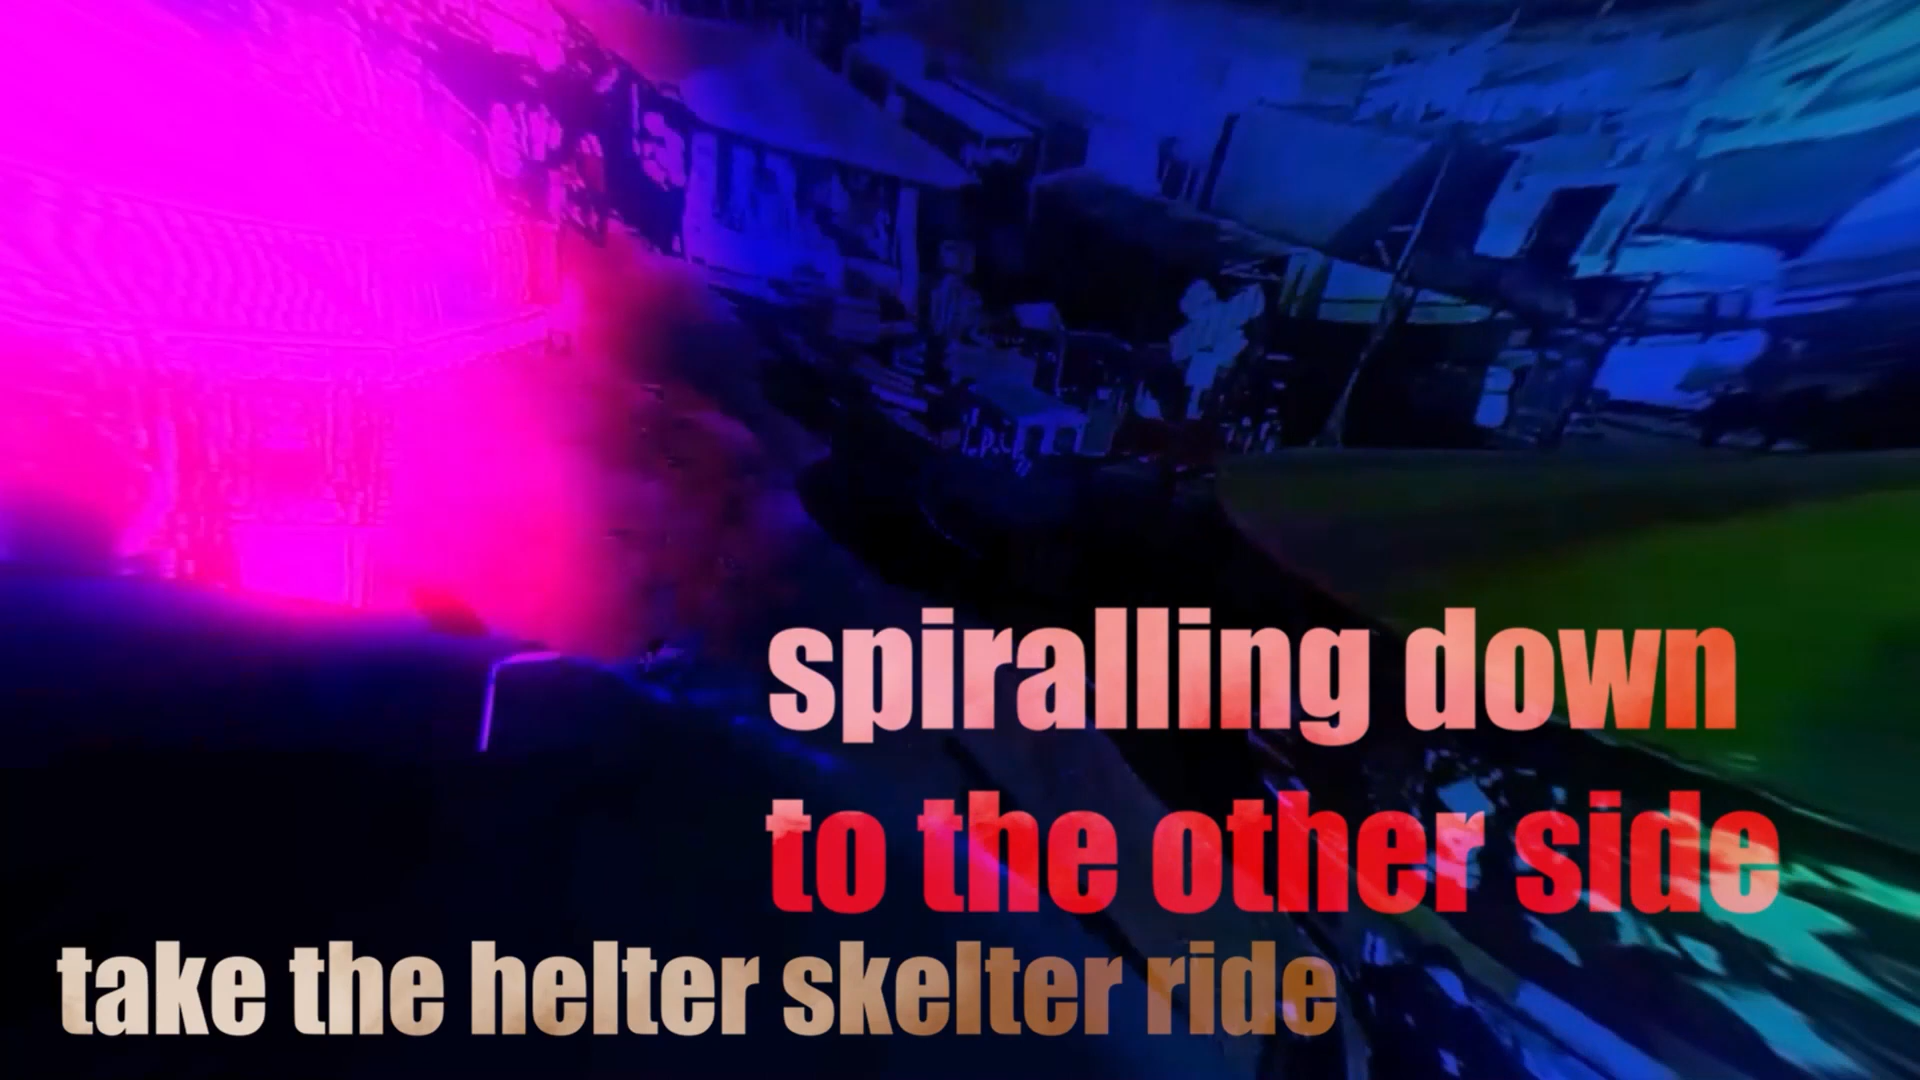 spiralling down
to the other side
take the helter skelter ride